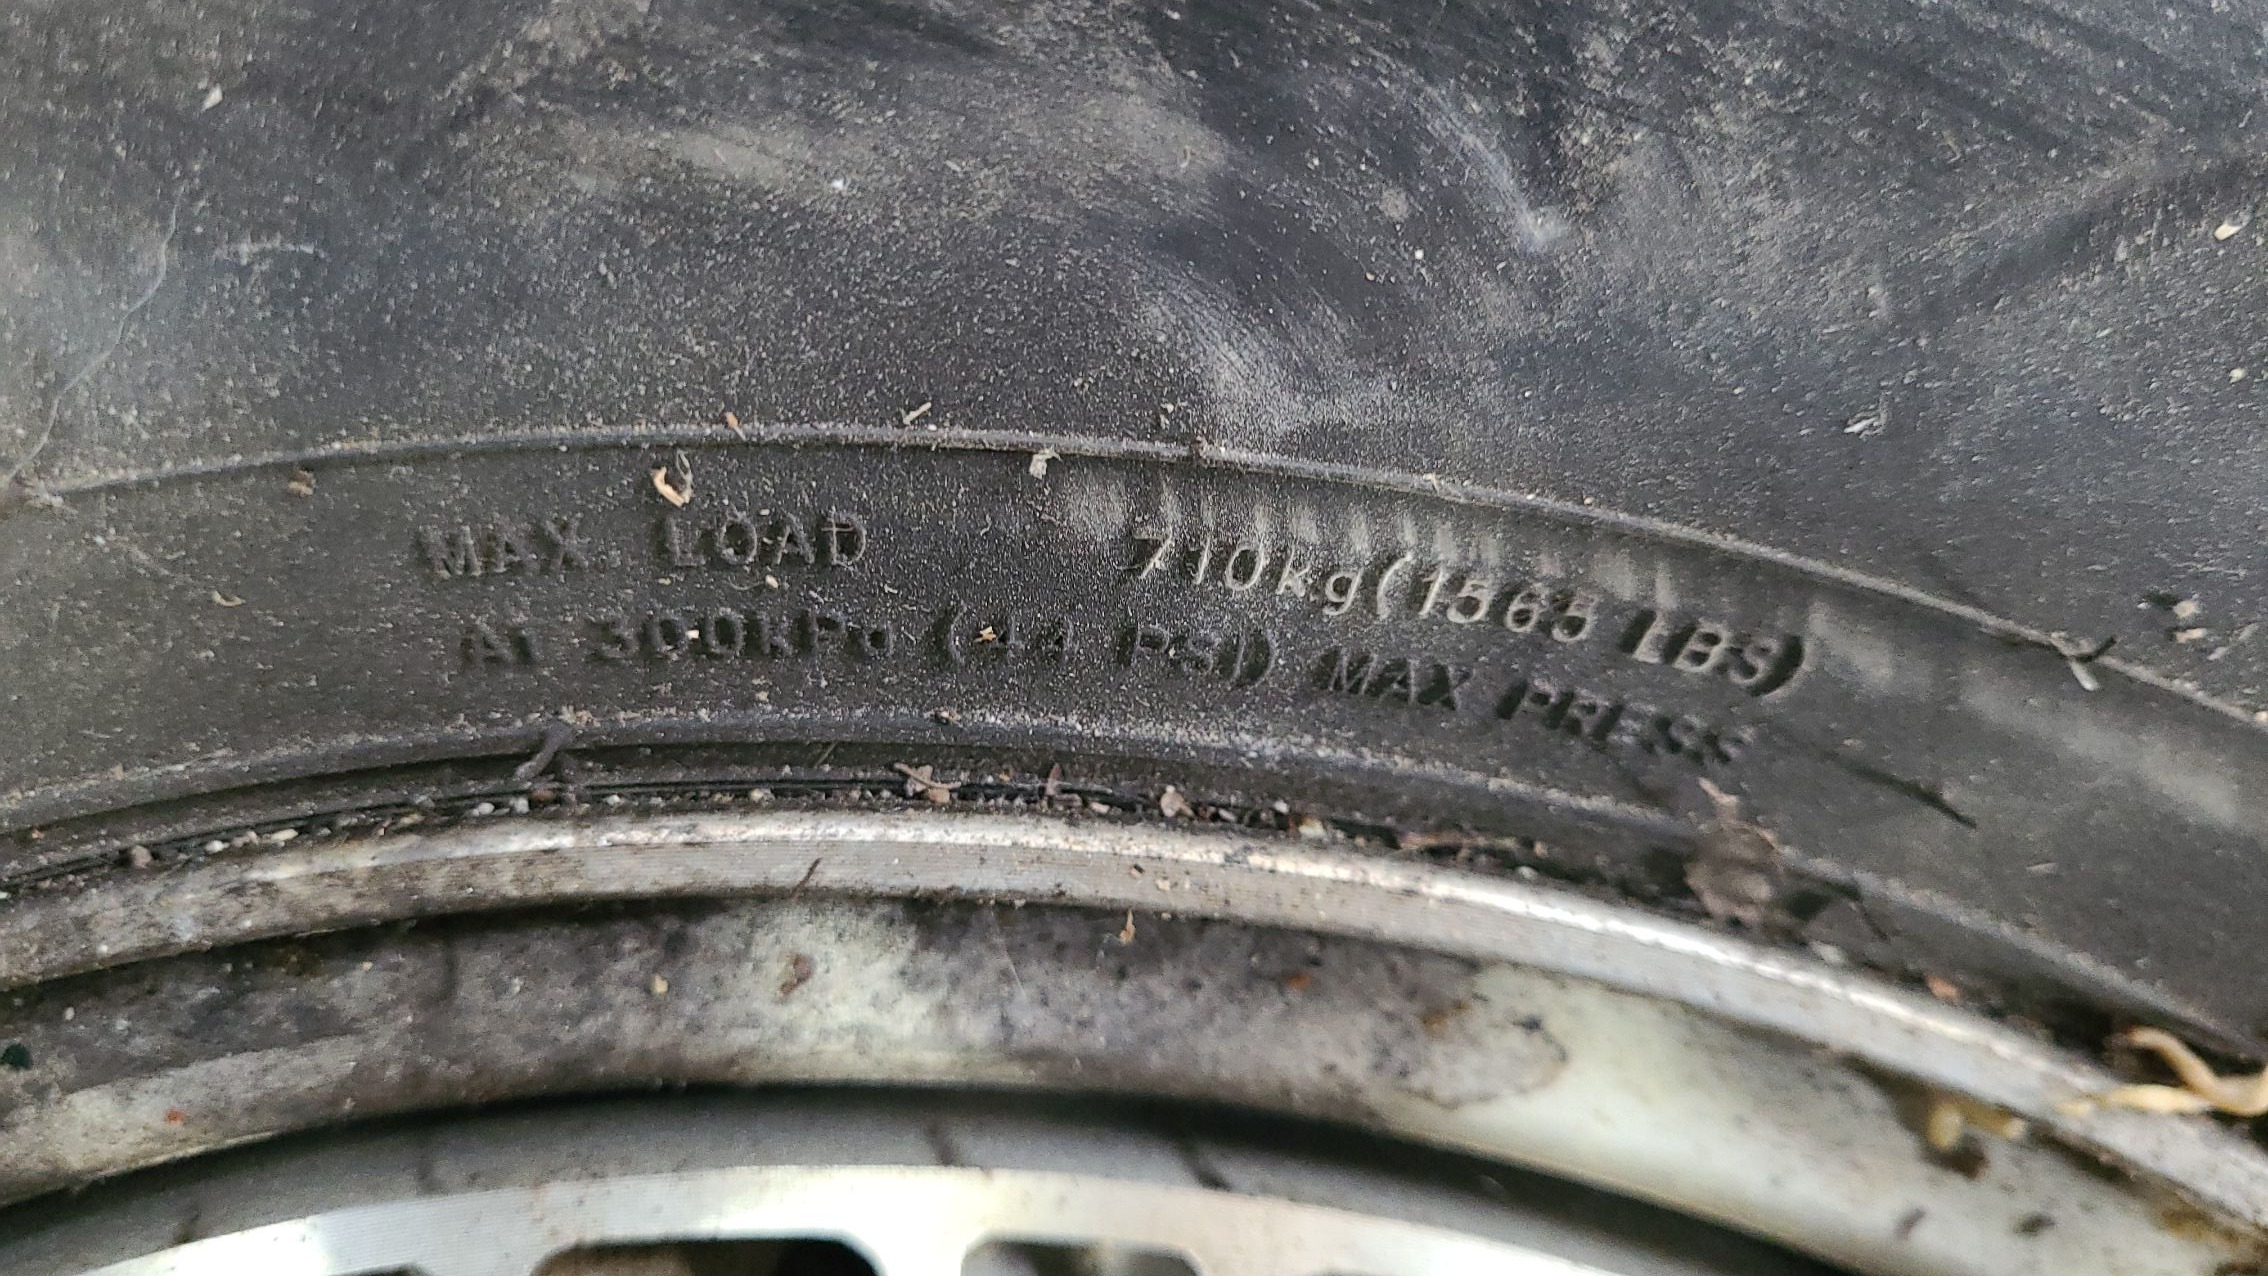 MAX LOAD 710kg(1565 LBS)
AT 300kPa (44 PSI) MAX PRESS